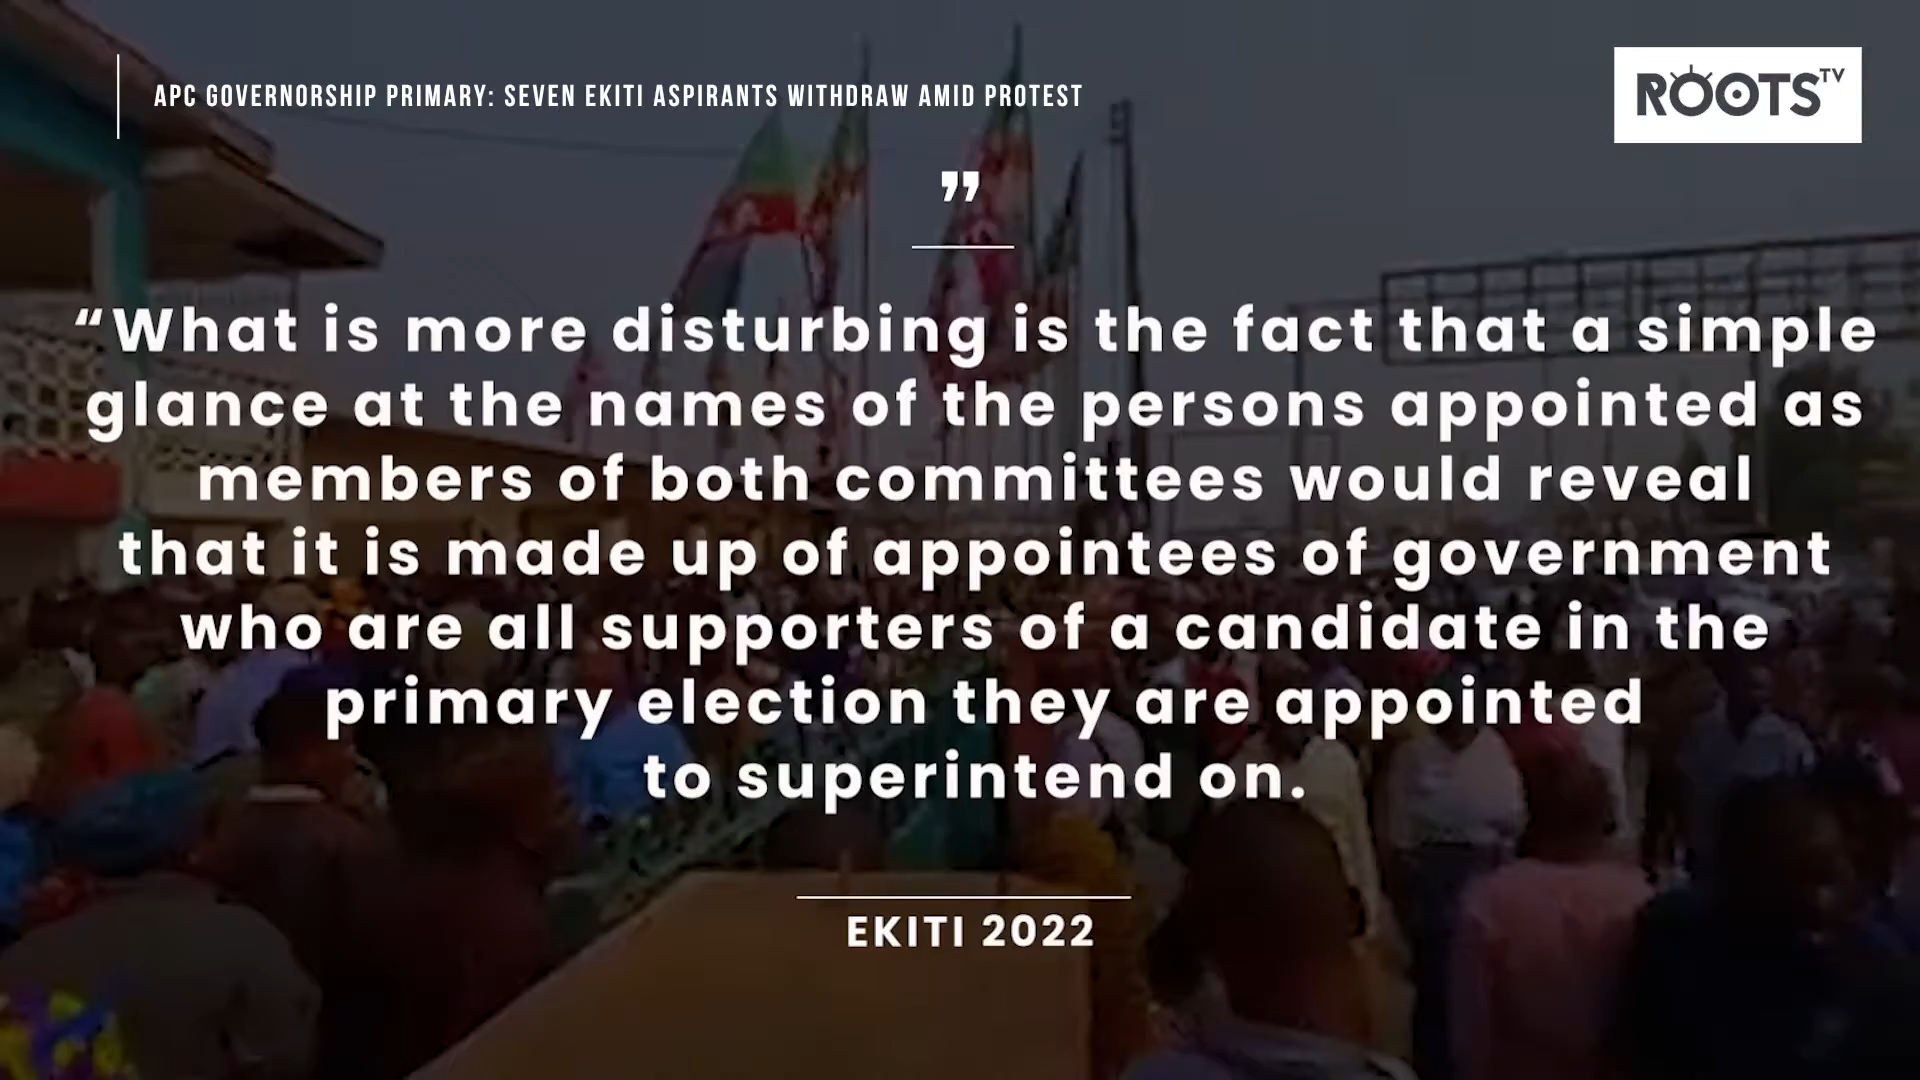 APC GOVERNORSHIP PRIMARY: SEVEN EKITI ASPIRANTS WITHDRAW AMID PROTEST
ROOTS TV
”
“What is more disturbing is the fact that a simple
glance at the names of the persons appointed as
members of both committees would reveal
that it is made up of appointees of government
who are all supporters of a candidate in the
primary election they are appointed
to superintend on.
EKITI 2022